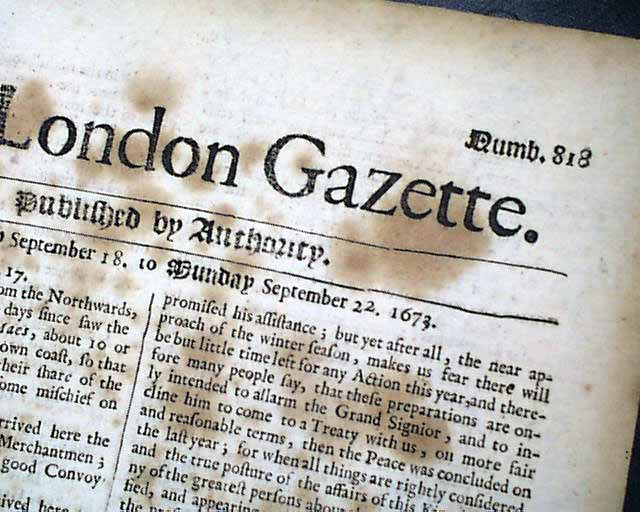 London Gazette.
Numb. 818
Published by Authority.
September 18. to Munday September 22. 1673.
17.
om the Northwards,
days since saw the
, about 10 or
own coast, so that
heir share of the
ome mischief on
rrived here the
Merchantmen;
good Convoy
ived here
promised his assistance; but yet after all, the near ap-
proach of the winter season, makes us fear there will
be but little time left for any Action this year, and there-
fore many people say, that these preparations are on-
ly intended to allarm the Grand Signior, and to in-
cline him to come to a Treaty with us, on more fair
and reasonable terms, then the Peace was concluded on
the last year; for when all things are rightly considered
and the true posture of the affairs of this
ny of the greatest persons
fied, and appearing
the